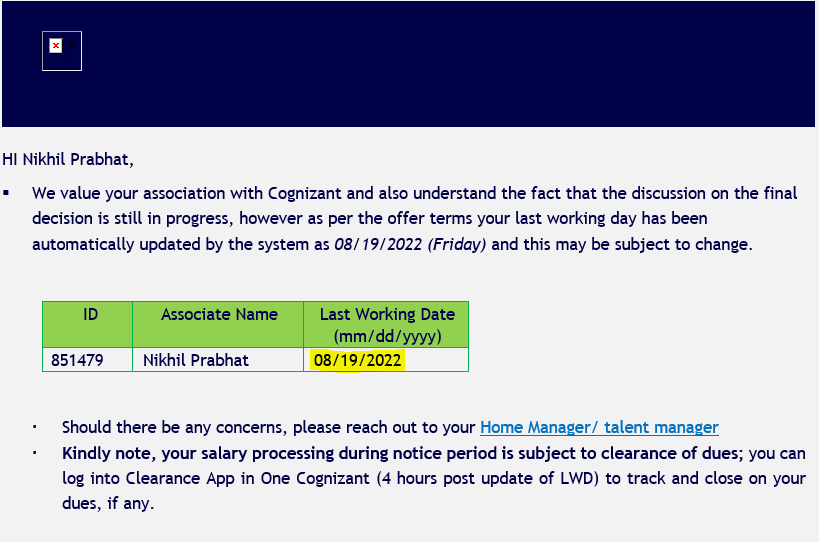 HI Nikhil Prabhat,
▪ We value your association with Cognizant and also understand the fact that the discussion on the final
decision is still in progress, however as per the offer terms your last working day has been
automatically updated by the system as 08/19/2022 (Friday) and this may be subject to change.
ID Associate Name Last Working Date
(mm/dd/yyyy)
851479 Nikhil Prabhat 08/19/2022
· Should there be any concerns, please reach out to your Home Manager/ talent manager
· Kindly note, your salary processing during notice period is subject to clearance of dues; you can
log into Clearance App in One Cognizant (4 hours post update of LWD) to track and close on your
dues, if any.